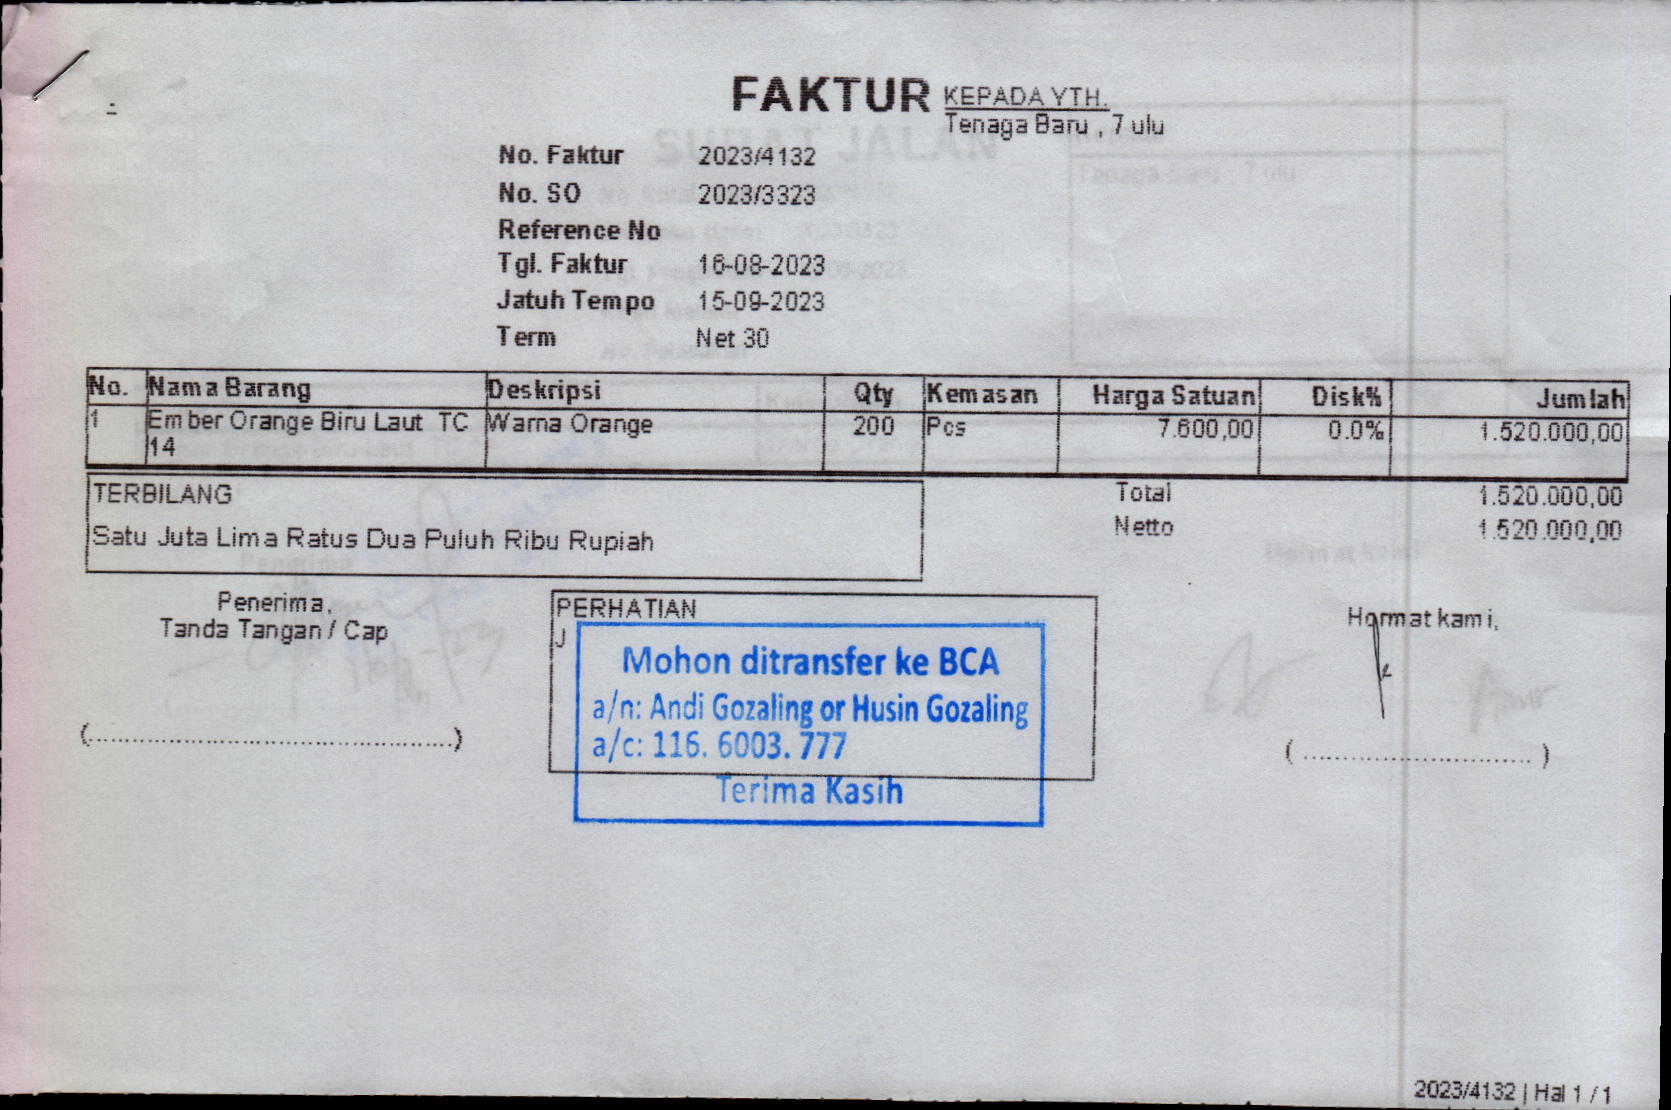 FAKTUR
KEPADA YTH.
Tenaga Baru , 7 ulu
No. Faktur 2023/4132
No. SO 2023/3323
Reference No
Tgl. Faktur 16-08-2023
Jatuh Tempo 15-09-2023
Term Net 30
No. Nama Barang Deskripsi Qty Kemasan Harga Satuan Disk% Jumlah
1 Ember Orange Biru Laut TC Warna Orange 200 Pcs 7.600,00 0.0% 1.520.000,00
14
TERBILANG Total 1.520.000,00
Satu Juta Lima Ratus Dua Puluh Ribu Rupiah Netto 1.520.000,00
Penerima,
Tanda Tangan / Cap
PERHATIAN
J
Mohon ditransfer ke BCA
a/n: Andi Gozaling or Husin Gozaling
a/c: 116. 6003. 777
Terima Kasih
Hormat kami,
(..............................................)
( ............................. )
2023/4132 | Hal 1 / 1